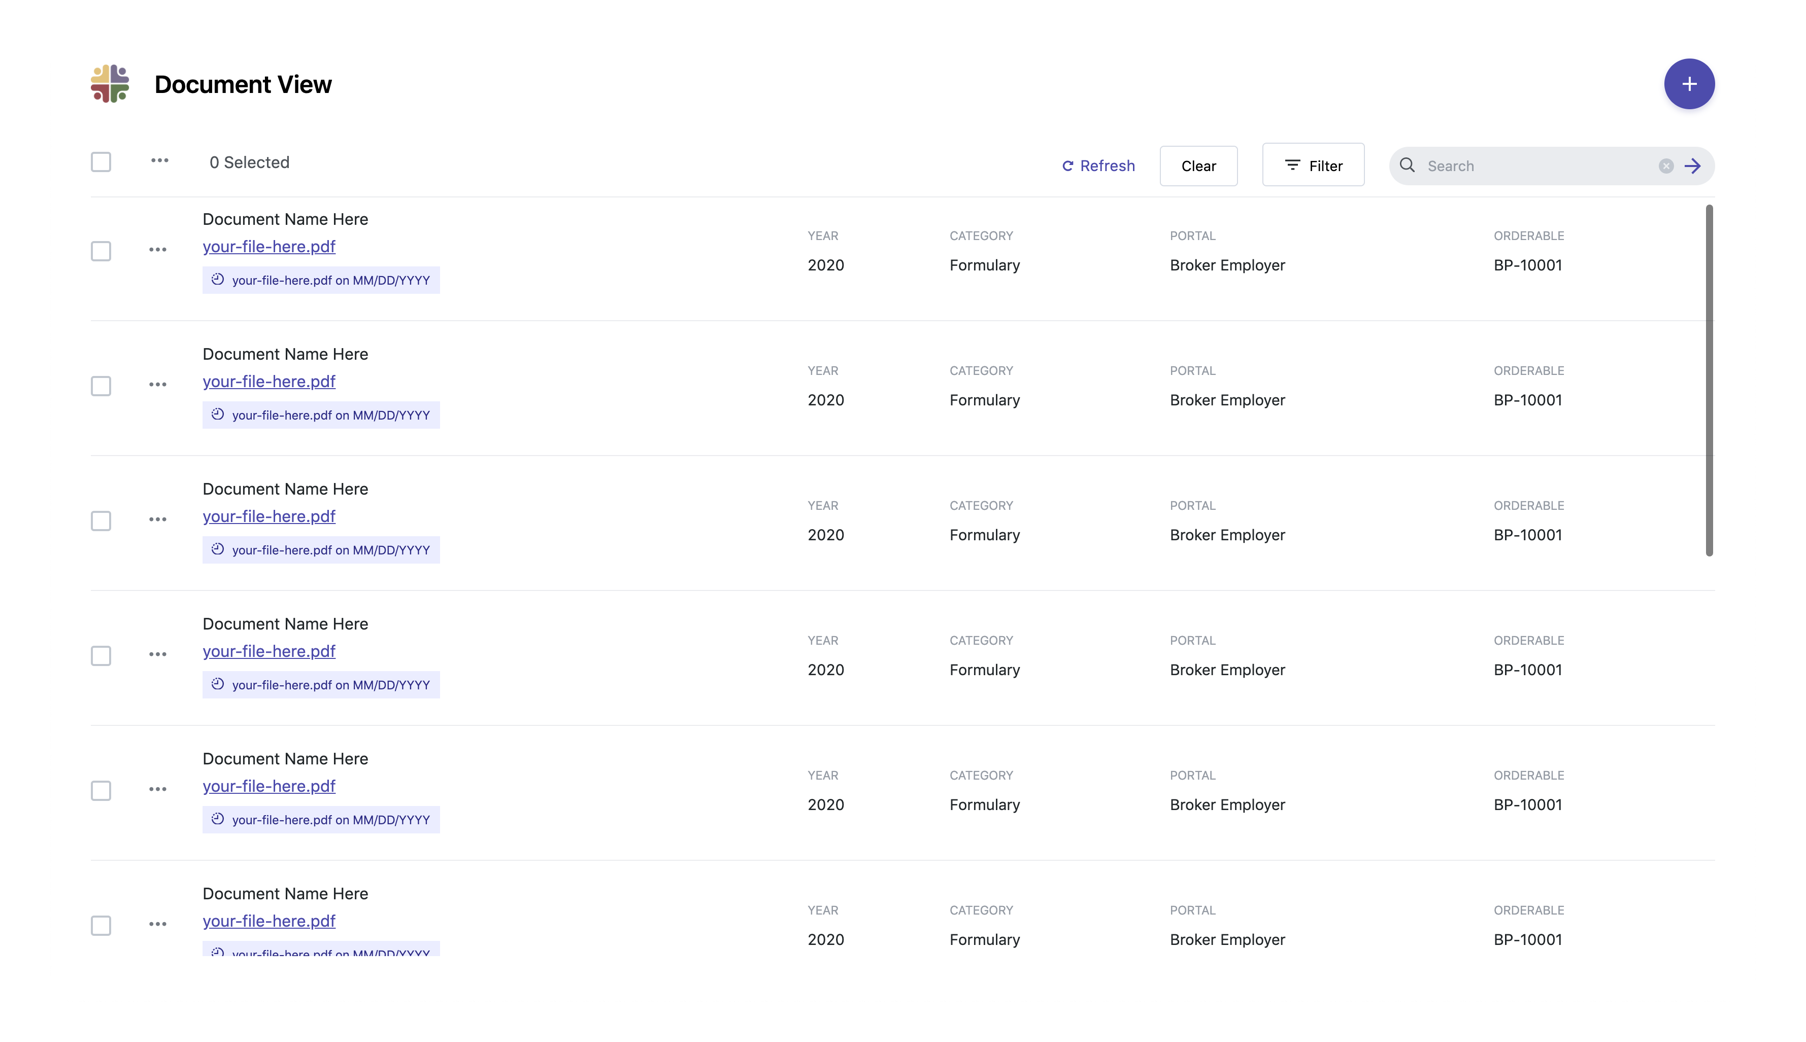 Document View
0 Selected
Refresh
Clear
Filter
Search
Document Name Here
your-file-here.pdf
your-file-here.pdf on MM/DD/YYYY
YEAR
2020
CATEGORY
Formulary
PORTAL
Broker Employer
ORDERABLE
BP-10001
Document Name Here
your-file-here.pdf
your-file-here.pdf on MM/DD/YYYY
YEAR
2020
CATEGORY
Formulary
PORTAL
Broker Employer
ORDERABLE
BP-10001
Document Name Here
your-file-here.pdf
your-file-here.pdf on MM/DD/YYYY
YEAR
2020
CATEGORY
Formulary
PORTAL
Broker Employer
ORDERABLE
BP-10001
Document Name Here
your-file-here.pdf
your-file-here.pdf on MM/DD/YYYY
YEAR
2020
CATEGORY
Formulary
PORTAL
Broker Employer
ORDERABLE
BP-10001
Document Name Here
your-file-here.pdf
your-file-here.pdf on MM/DD/YYYY
YEAR
2020
CATEGORY
Formulary
PORTAL
Broker Employer
ORDERABLE
BP-10001
Document Name Here
your-file-here.pdf
your-file-here.pdf on MM/DD/YYYY
YEAR
2020
CATEGORY
Formulary
PORTAL
Broker Employer
ORDERABLE
BP-10001